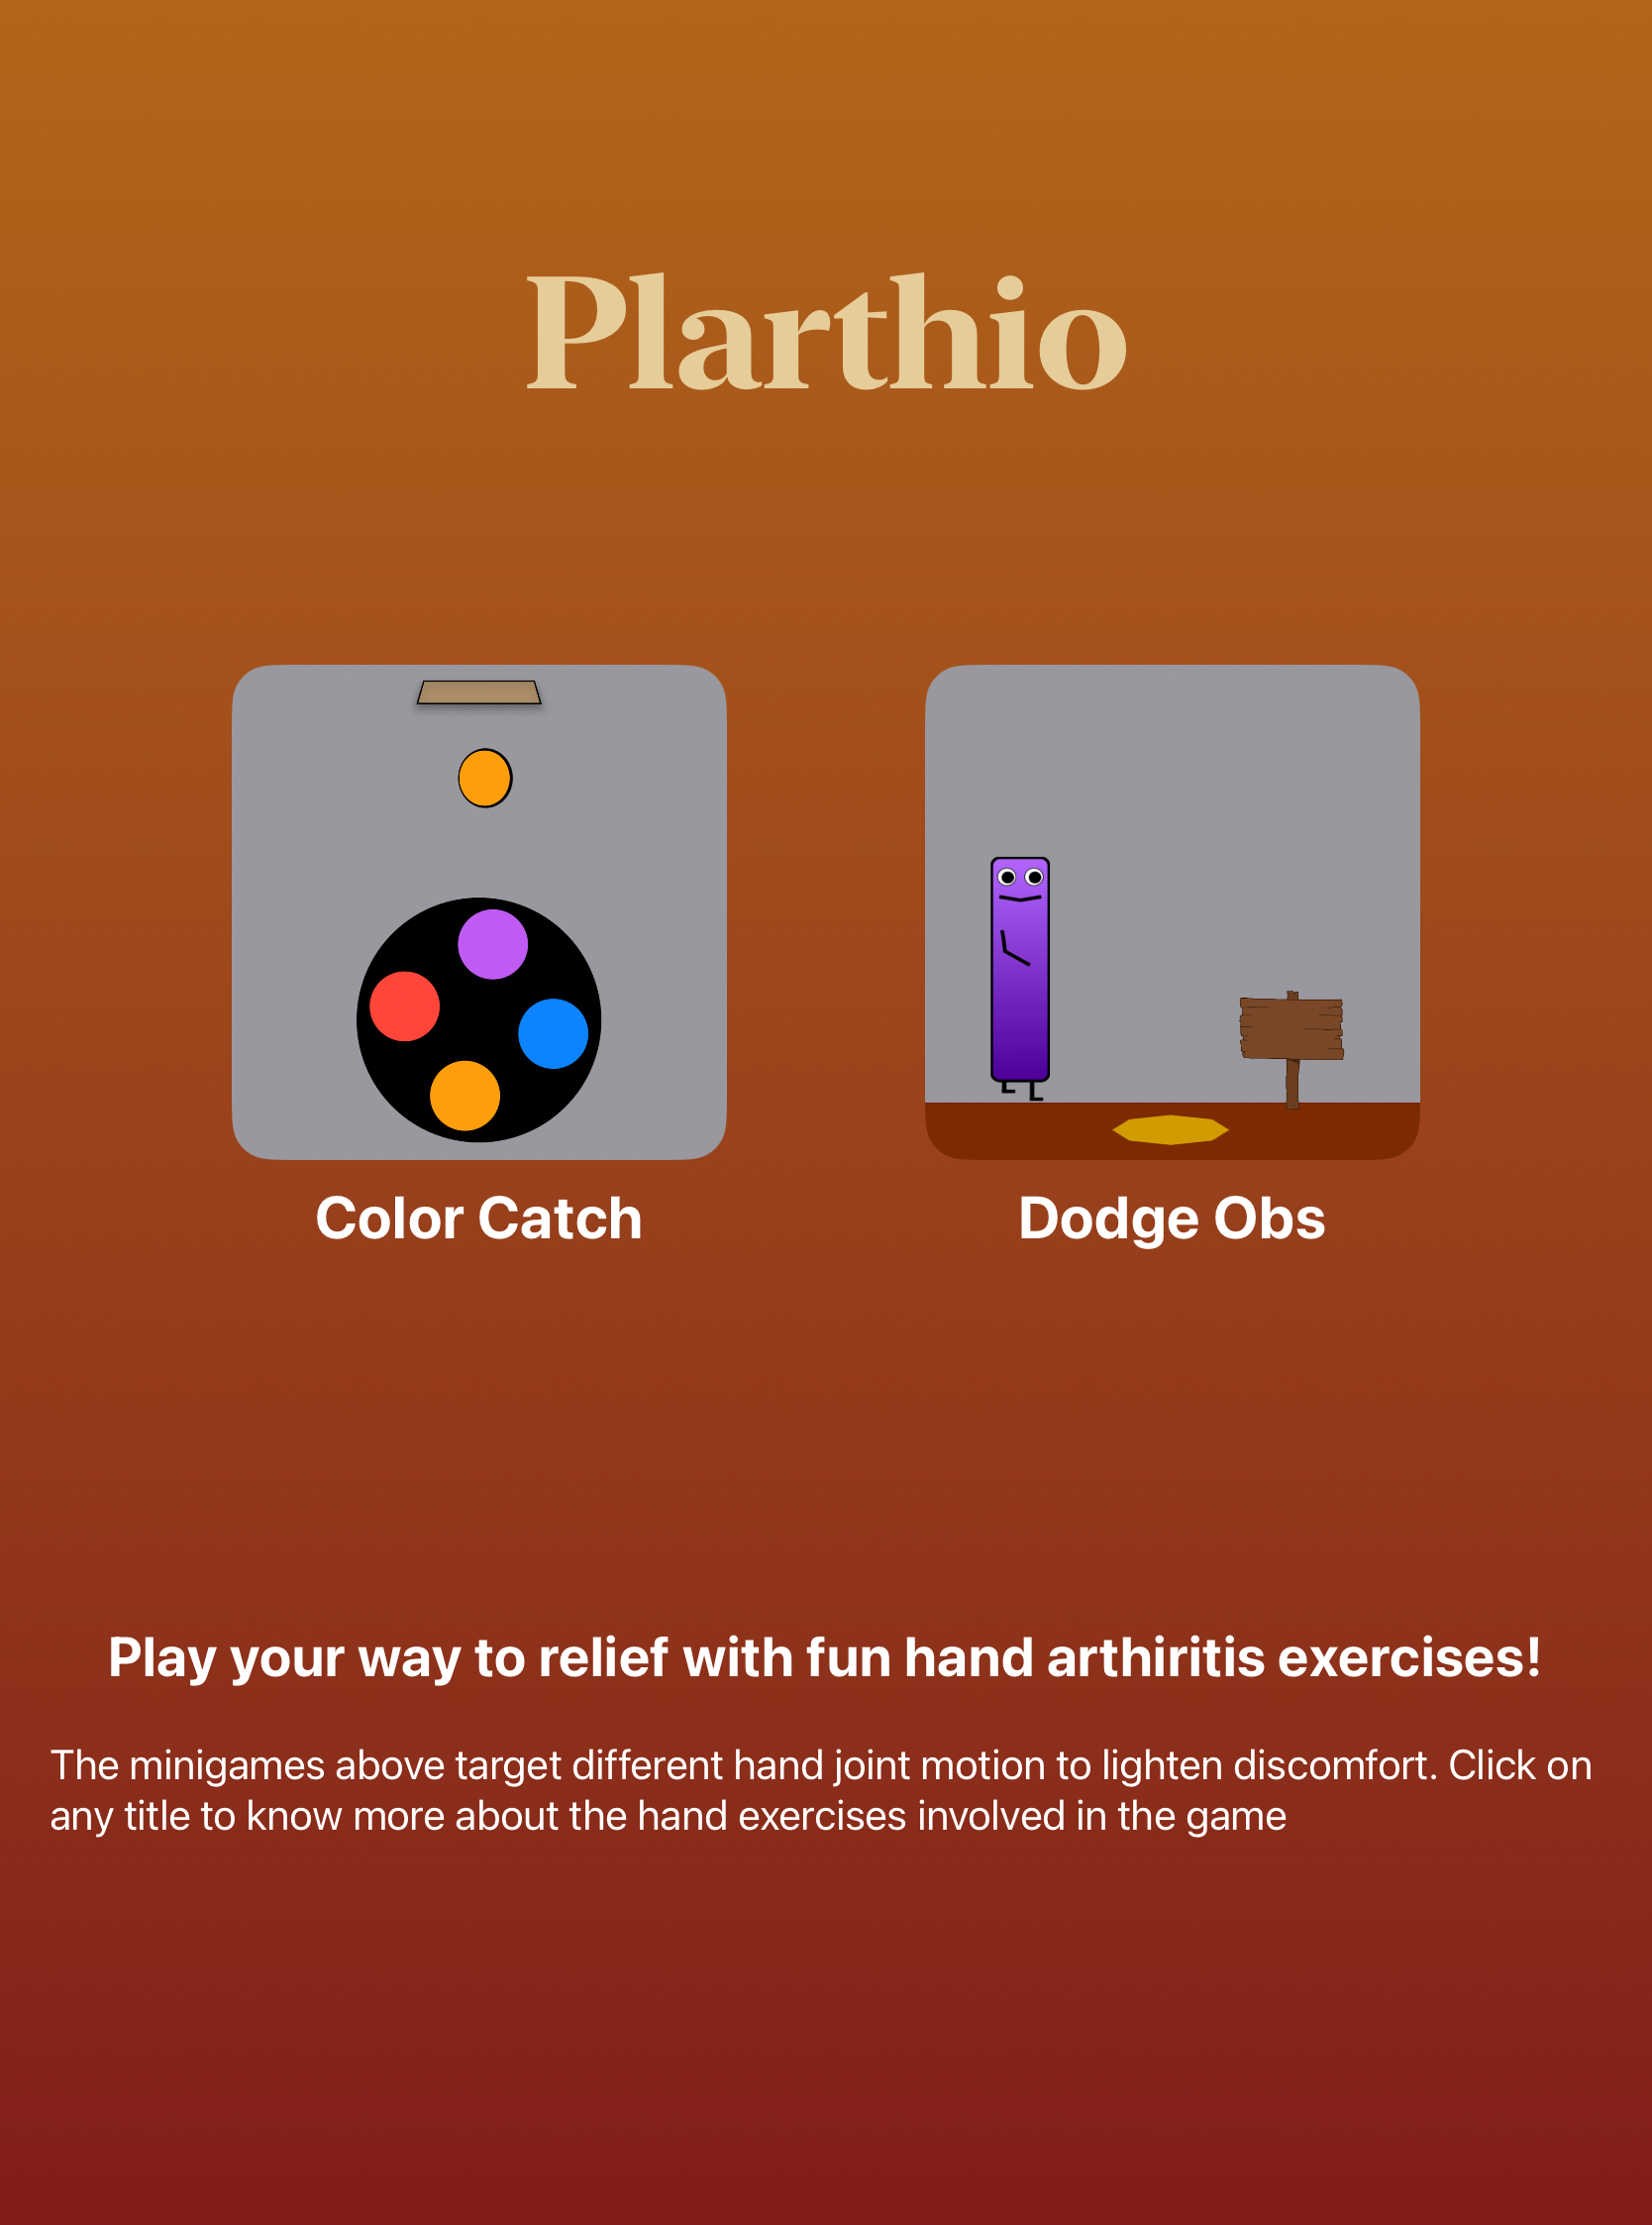 Plarthio
Color Catch
Dodge Obs
Play your way to relief with fun hand arthiritis exercises!
The minigames above target different hand joint motion to lighten discomfort. Click on
any title to know more about the hand exercises involved in the game